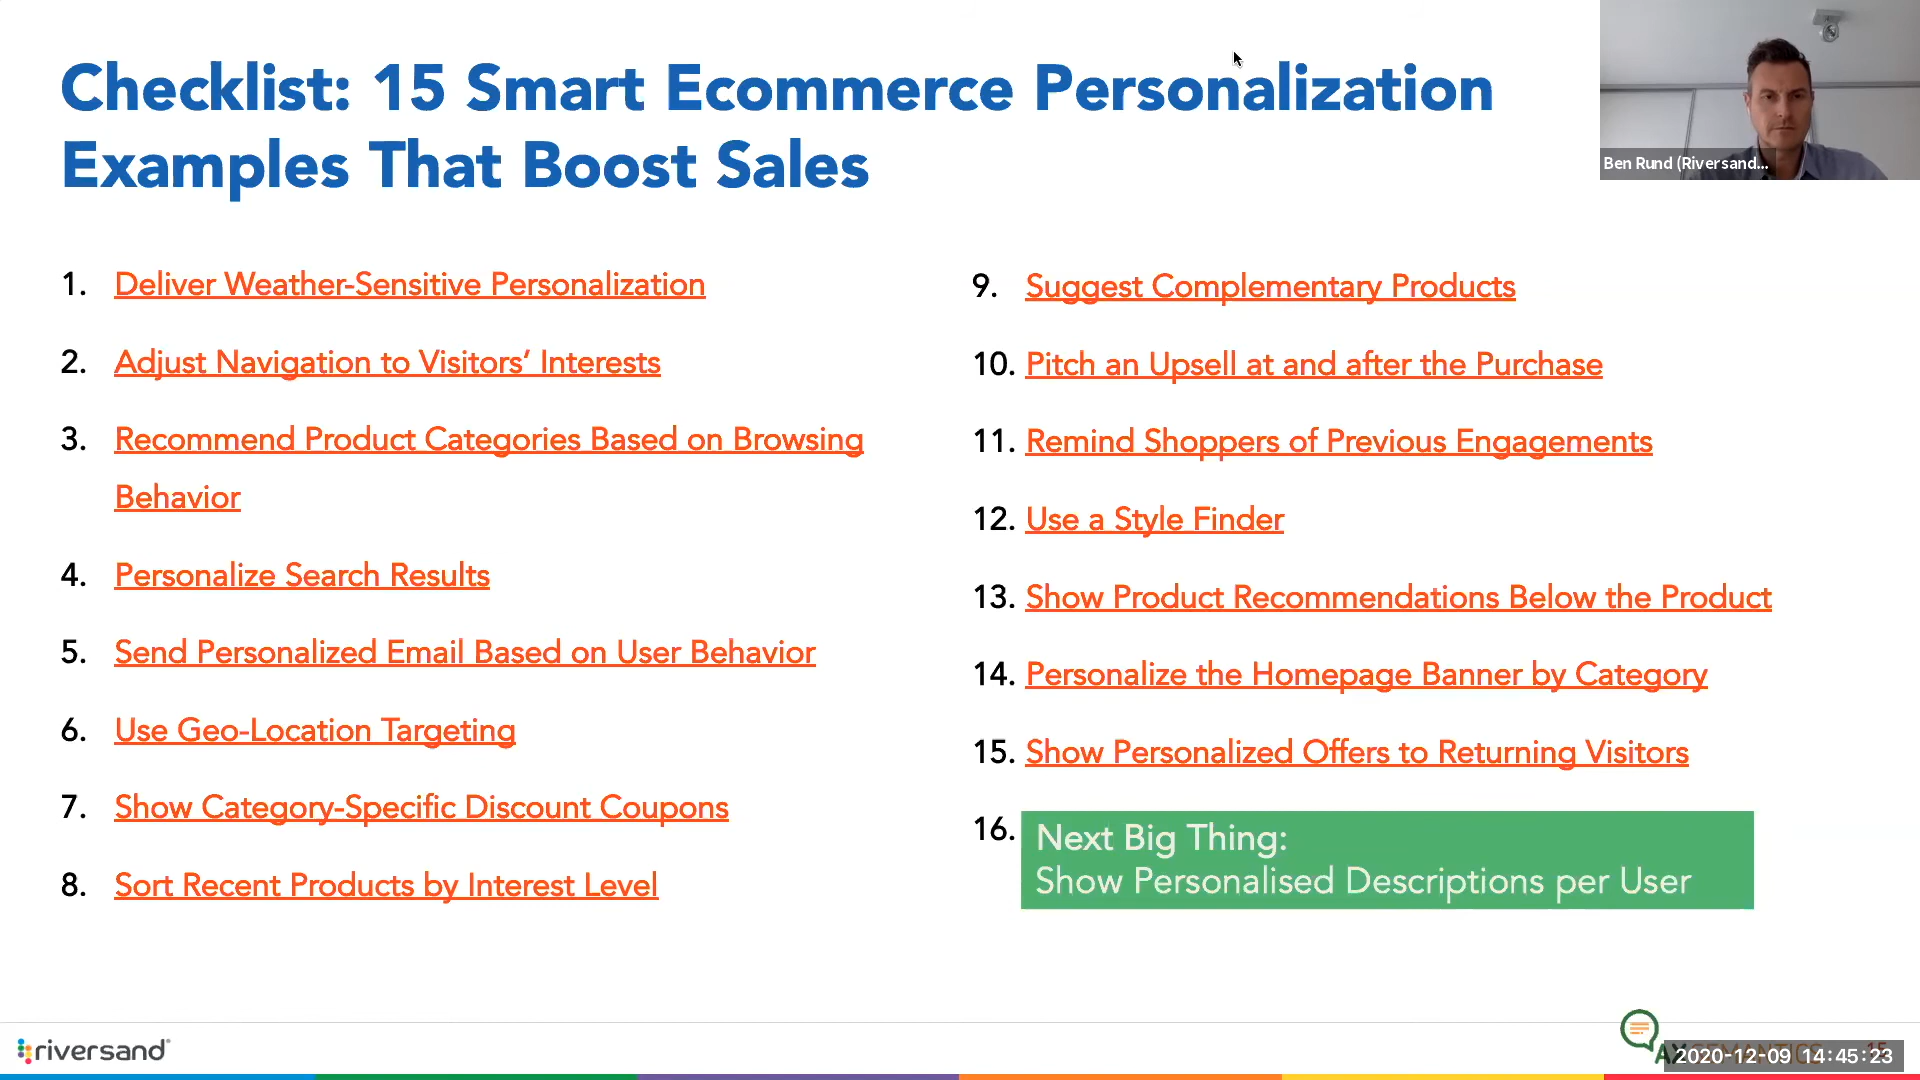 Checklist: 15 Smart Ecommerce Personalization
Examples That Boost Sales
Ben Rund (Riversand...
1. Deliver Weather-Sensitive Personalization
2. Adjust Navigation to Visitors’ Interests
3. Recommend Product Categories Based on Browsing
Behavior
4. Personalize Search Results
5. Send Personalized Email Based on User Behavior
6. Use Geo-Location Targeting
7. Show Category-Specific Discount Coupons
8. Sort Recent Products by Interest Level
9. Suggest Complementary Products
10. Pitch an Upsell at and after the Purchase
11. Remind Shoppers of Previous Engagements
12. Use a Style Finder
13. Show Product Recommendations Below the Product
14. Personalize the Homepage Banner by Category
15. Show Personalized Offers to Returning Visitors
16. Next Big Thing:
Show Personalised Descriptions per User
riversand
2020-12-09 14:45:23